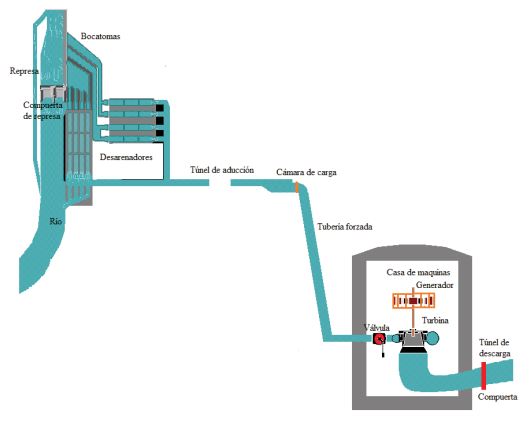 Bocatomas
Represa
Compuerta
de represa
Desarenadores
Túnel de aducción
Cámara de carga
Río
Tubería forzada
Casa de maquinas
Generador
Turbina
Válvula
Túnel de
descarga
Compuerta